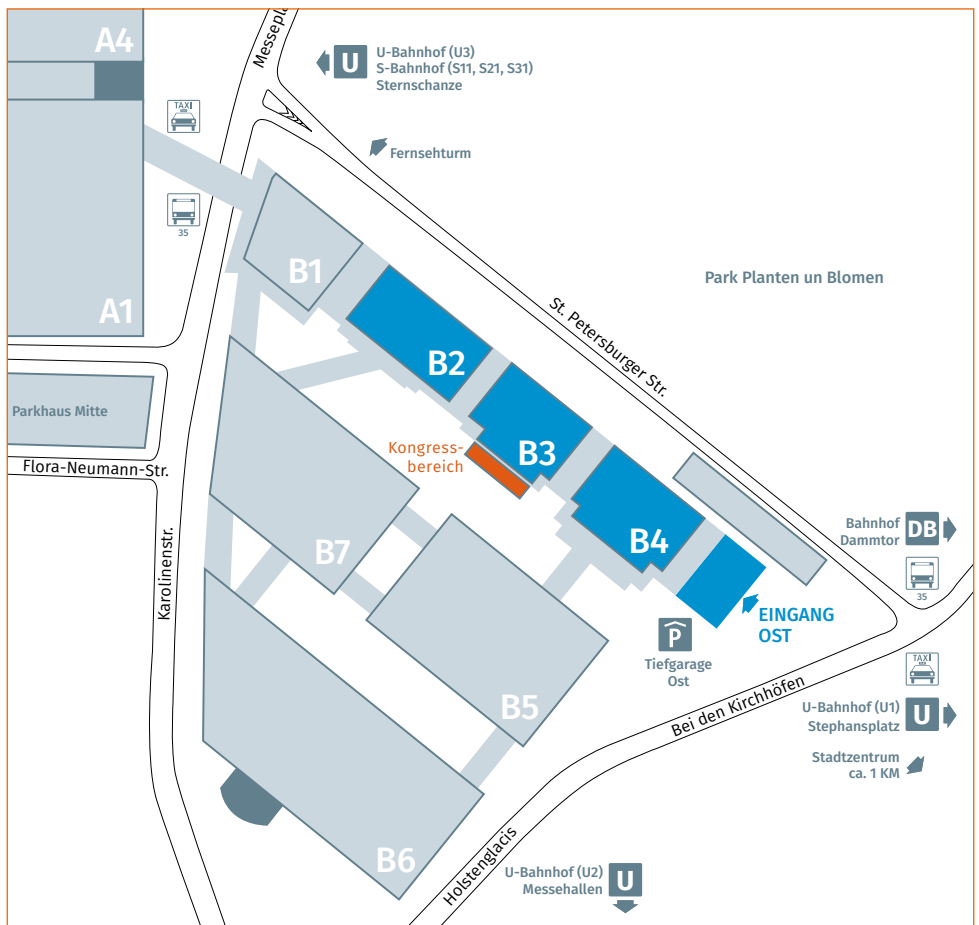 A4
Messepla
U
U-Bahnhof (U3)
S-Bahnhof (S11, S21, S31)
Sternschanze
TAXI
Fernsehturm
35
B1
A1
Park Planten un Blomen
St. Petersburger Str.
B2
Parkhaus Mitte
Kongress-
bereich
B3
Flora-Neumann-Str.
Karolinenstr.
B7
B4
Bahnhof
Dammtor
DB
35
EINGANG
OST
P
Tiefgarage
Ost
TAXI
B5
Bei den Kirchhöfen
U-Bahnhof (U1)
Stephansplatz
U
Stadtzentrum
ca. 1 KM
B6
Holstenglacis
U-Bahnhof (U2)
Messehallen
U